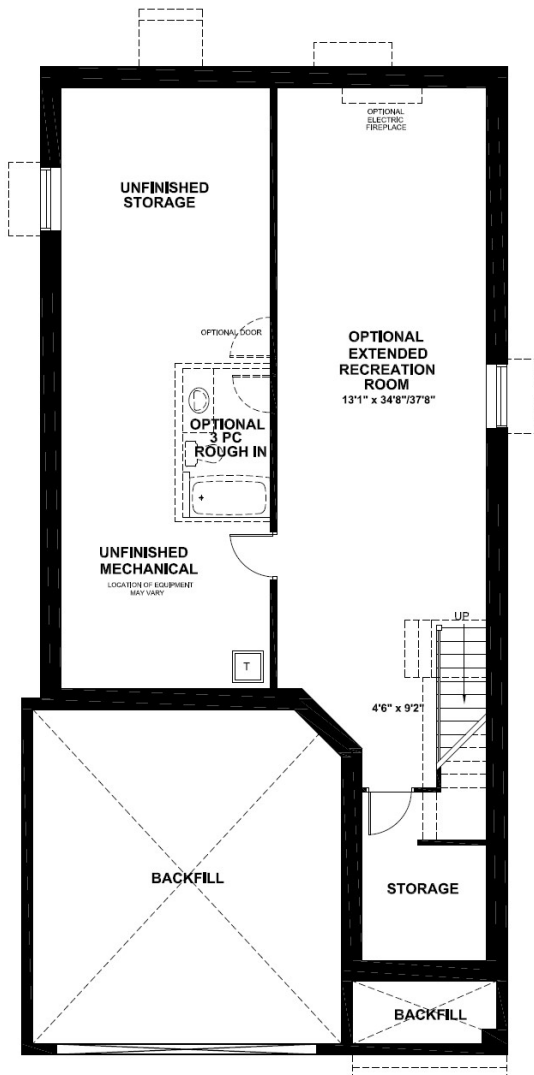 OPTIONAL
ELECTRIC
FIREPLACE
UNFINISHED
STORAGE
OPTIONAL DOOR
OPTIONAL
EXTENDED
RECREATION
ROOM
13'1" x 34'8"/37'8"
OPTIONAL
3 PC
ROUGH IN
UNFINISHED
MECHANICAL
LOCATION OF EQUIPMENT
MAY VARY
UP
T
4'6" x 9'2"
BACKFILL
STORAGE
BACKFILL